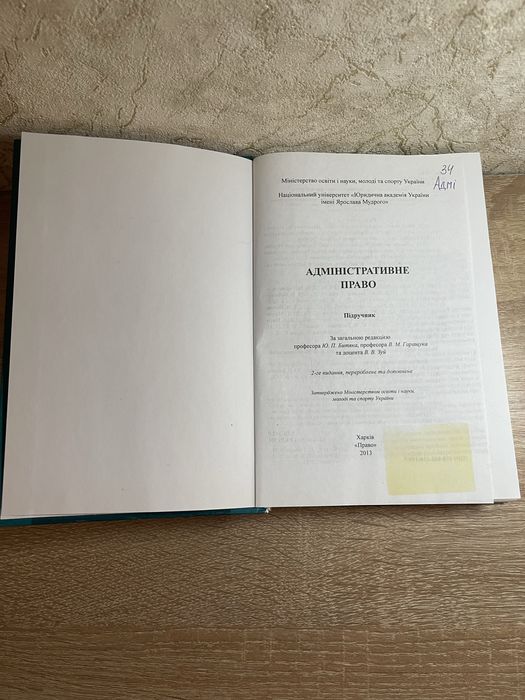 34
Адмі
Міністерство освіти і науки, молоді та спорту України
Національний університет «Юридична академія України
імені Ярослава Мудрого»
АДМІНІСТРАТИВНЕ
ПРАВО
Підручник
За загальною редакцією
професора Ю. П. Битяка, професора В. М. Гаращука
та доцента В. В. Зуй
2-ге видання, перероблене та доповнене
Затверджено Міністерством освіти і науки,
молоді та спорту України
Харків
«Право»
2013